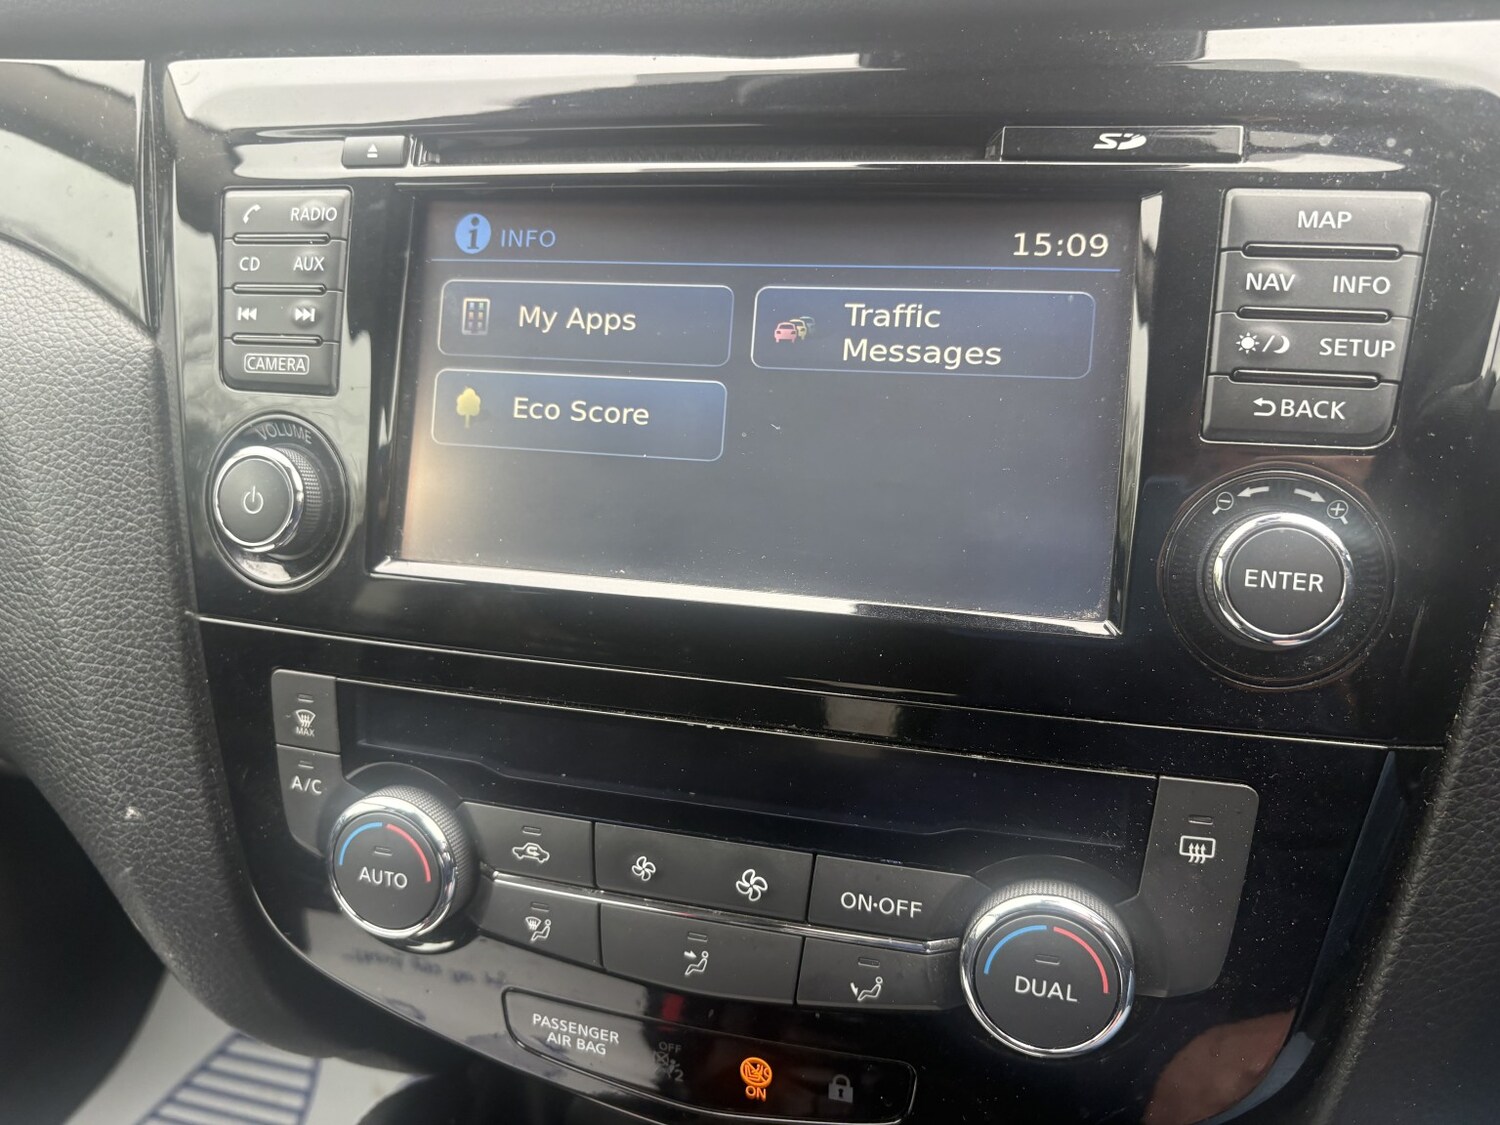 SD
RADIO
CD AUX
CAMERA
VOLUME
INFO
15:09
My Apps
Traffic
Messages
Eco Score
MAP
NAV INFO
SETUP
BACK
ENTER
MAX
A/C
AUTO
ON·OFF
DUAL
PASSENGER
AIR BAG
OFF
2
ON